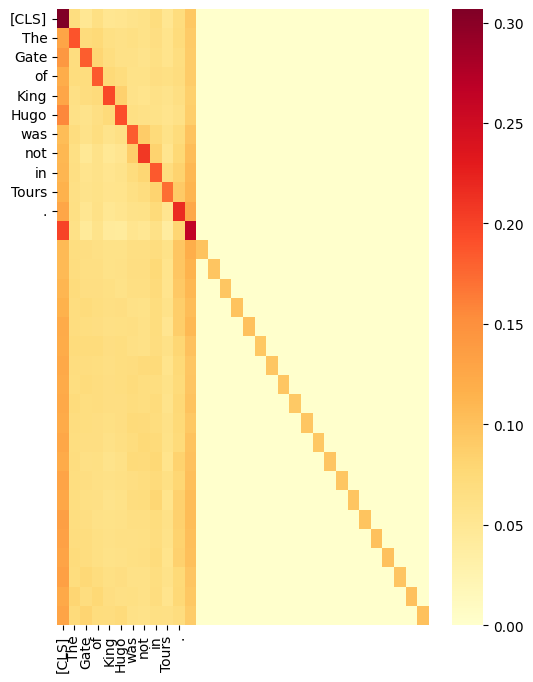 [CLS]
The
Gate
of
King
Hugo
was
not
in
Tours
.
[CLS]
The
Gate
of
King
Hugo
was
not
in
Tours
.
0.30
0.25
0.20
0.15
0.10
0.05
0.00